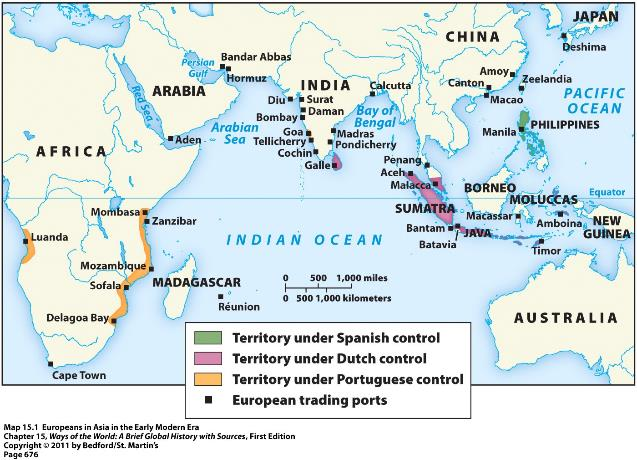 JAPAN
CHINA
Deshima
Bandar Abbas
Persian
Gulf
Hormuz
INDIA
Calcutta
Amoy
Zeelandia
Canton
Macao
PACIFIC
OCEAN
ARABIA
Red Sea
Diu
Surat
Daman
Bombay
Bay of
Bengal
Arabian
Sea
Aden
Goa
Tellicherry
Cochin
Galle
Madras
Pondicherry
Manila
PHILIPPINES
AFRICA
Penang
Aceh
Malacca
BORNEO
MOLUCCAS
Equator
SUMATRA
Macassar
Amboina
NEW
GUINEA
Mombasa
Zanzibar
Luanda
INDIAN OCEAN
Bantam
JAVA
Batavia
Timor
Mozambique
MADAGASCAR
Sofala
Réunion
0 500 1,000 miles
0 500 1,000 kilometers
Delagoa Bay
AUSTRALIA
Cape Town
Territory under Spanish control
Territory under Dutch control
Territory under Portuguese control
European trading ports
Map 15.1 Europeans in Asia in the Early Modern Era
Chapter 15, Ways of the World: A Brief Global History with Sources, First Edition
Copyright © 2011 by Bedford/St. Martin's
Page 676